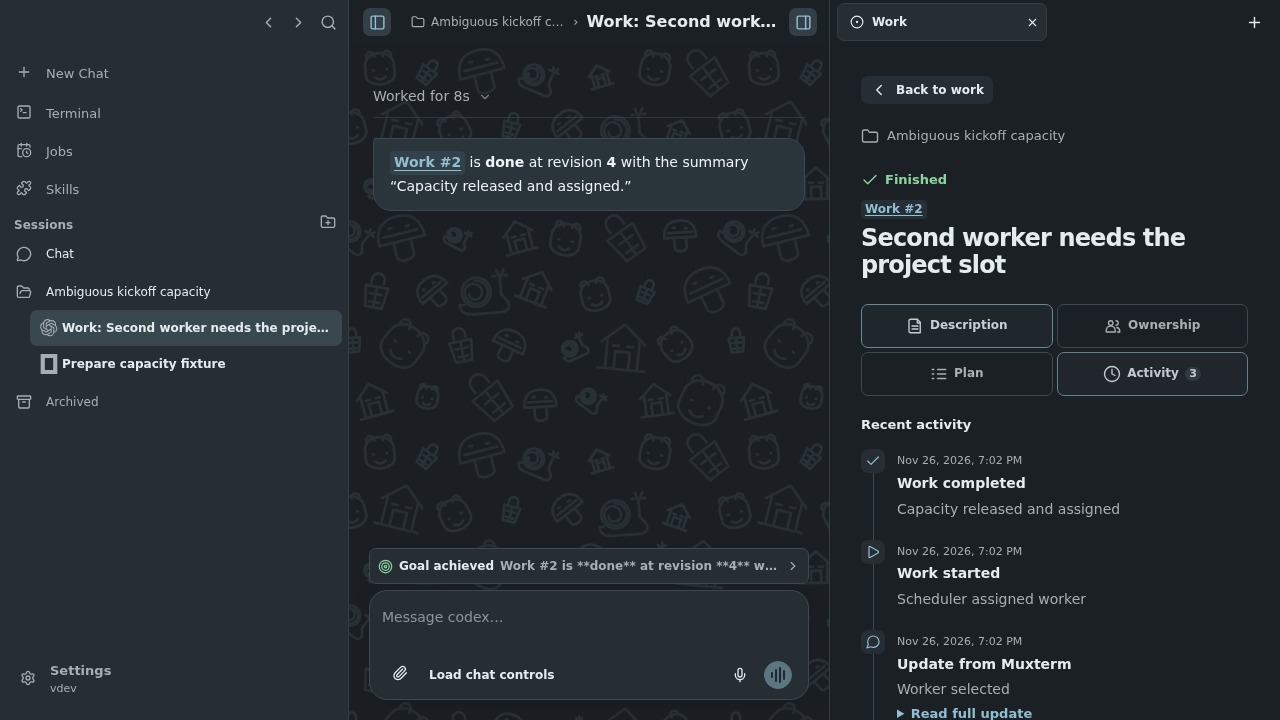 New Chat
Terminal
Jobs
Skills
Sessions
Chat
Ambiguous kickoff capacity
Work: Second worker needs the proje…
Prepare capacity fixture
Archived
Settings
vdev
Ambiguous kickoff c… › Work: Second work…
Worked for 8s
Work #2 is done at revision 4 with the summary
“Capacity released and assigned.”
Goal achieved Work #2 is **done** at revision **4** w…
Message codex…
Load chat controls
Work
Back to work
Ambiguous kickoff capacity
Finished
Work #2
Second worker needs the
project slot
Description
Ownership
Plan
Activity 3
Recent activity
Nov 26, 2026, 7:02 PM
Work completed
Capacity released and assigned
Nov 26, 2026, 7:02 PM
Work started
Scheduler assigned worker
Nov 26, 2026, 7:02 PM
Update from Muxterm
Worker selected
Read full update